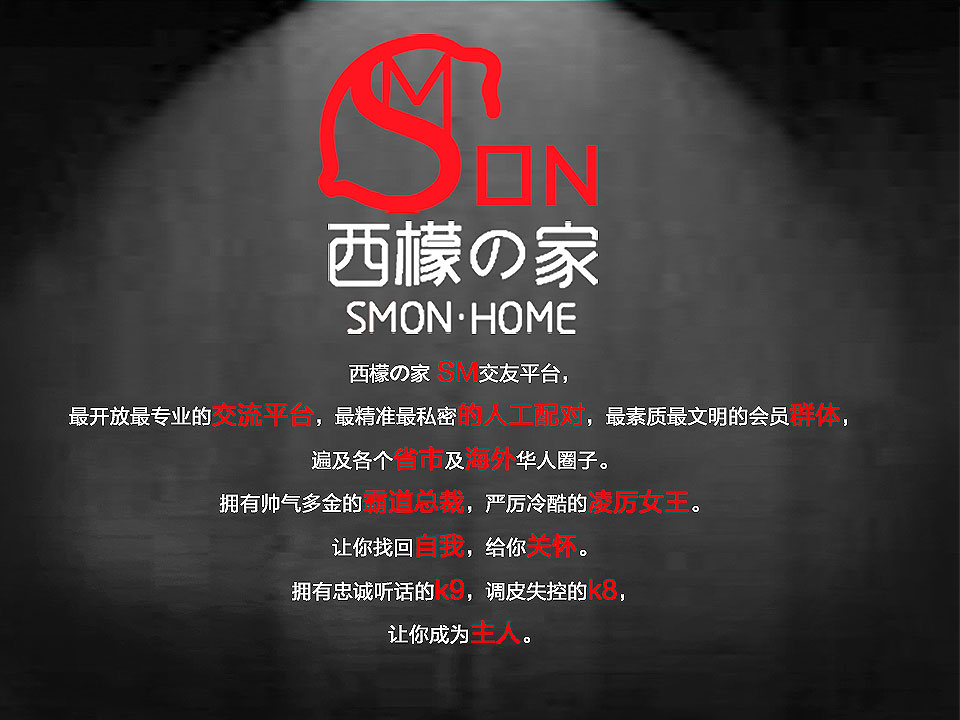 SMON
西檬の家
SMON·HOME
西檬の家 SM交友平台，
最开放最专业的交流平台，最精准最私密的人工配对，最素质最文明的会员群体，
遍及各个省市及海外华人圈子。
拥有帅气多金的霸道总裁，严厉冷酷的凌厉女王。
让你找回自我，给你关怀。
拥有忠诚听话的k9，调皮失控的k8，
让你成为主人。